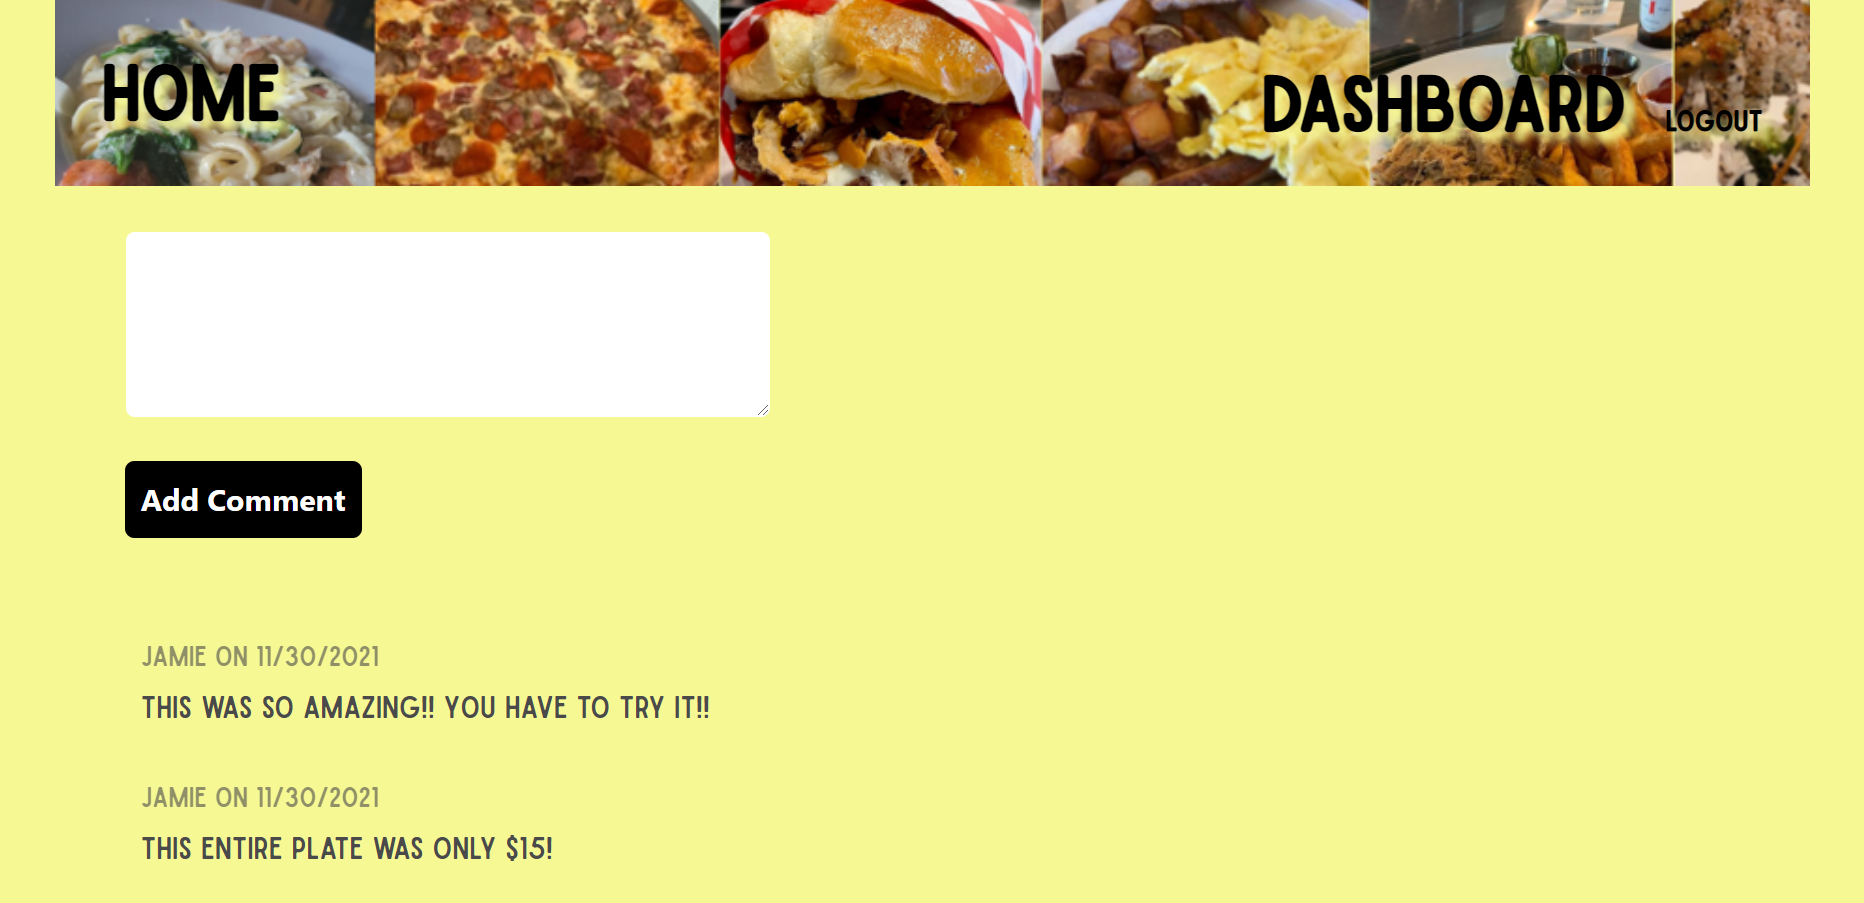 HOME
DASHBOARD
LOGOUT
Add Comment
JAMIE ON 11/30/2021
THIS WAS SO AMAZING!! YOU HAVE TO TRY IT!!
JAMIE ON 11/30/2021
THIS ENTIRE PLATE WAS ONLY $15!